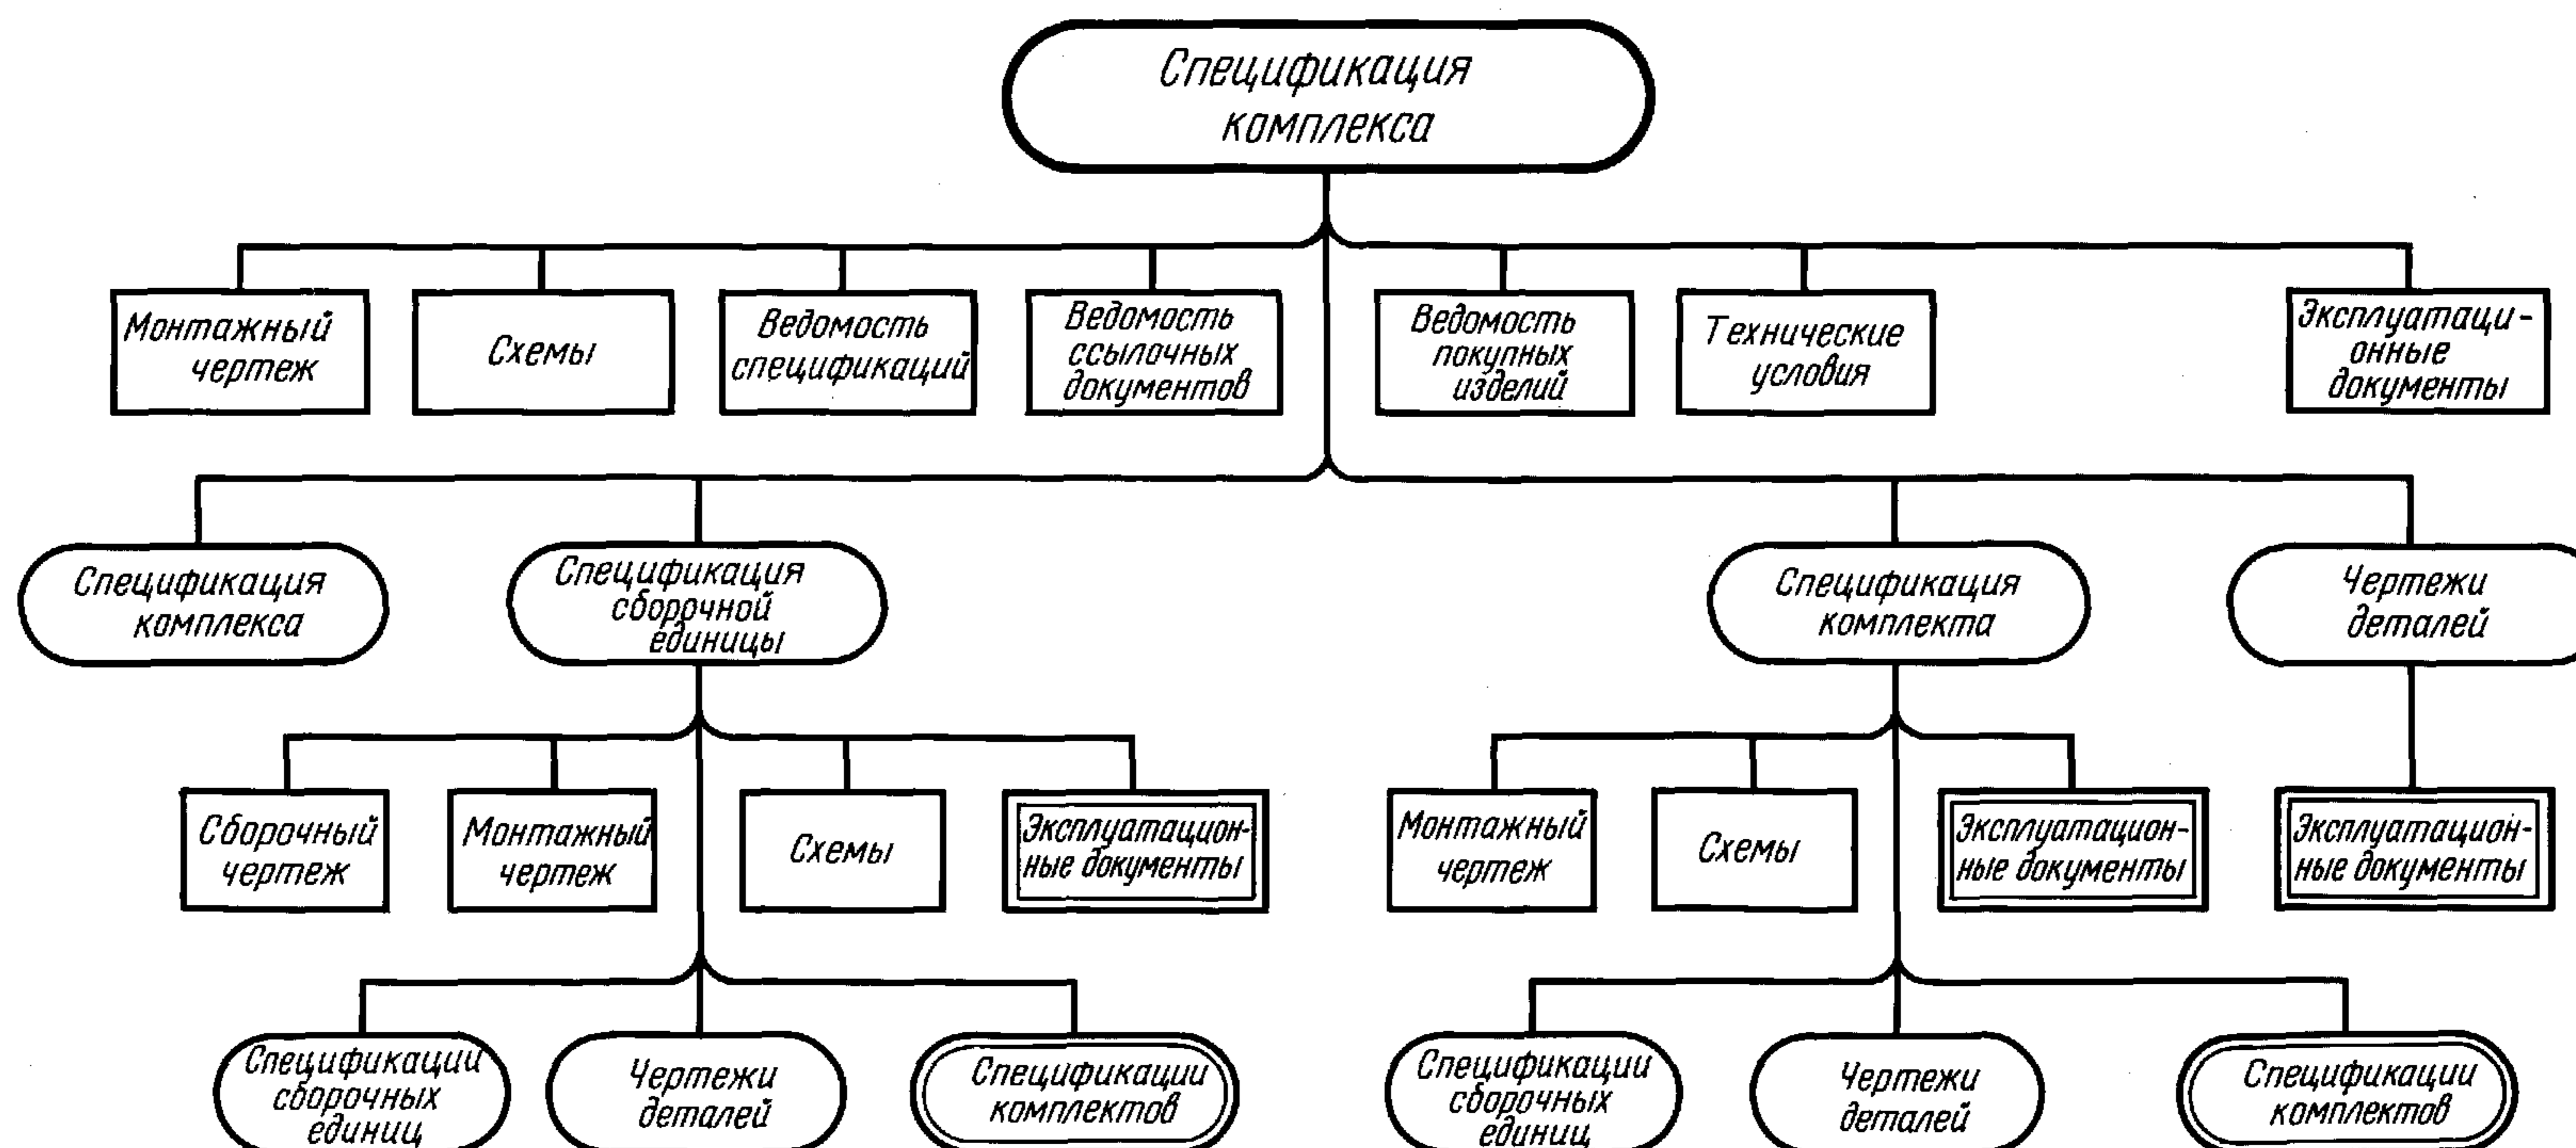 Спецификация
комплекса
Монтажный
чертеж
Схемы
Ведомость
спецификаций
Ведомость
ссылочных
документов
Ведомость
покупных
изделий
Технические
условия
Эксплуатаци-
онные
документы
Спецификация
комплекса
Спецификация
сборочной
единицы
Спецификация
комплекта
Чертежи
деталей
Сборочный
чертеж
Монтажный
чертеж
Схемы
Эксплуатацион-
ные документы
Монтажный
чертеж
Схемы
Эксплуатацион-
ные документы
Эксплуатацион-
ные документы
Спецификации
сборочных
единиц
Чертежи
деталей
Спецификации
комплектов
Спецификации
сборочных
единиц
Чертежи
деталей
Спецификации
комплектов